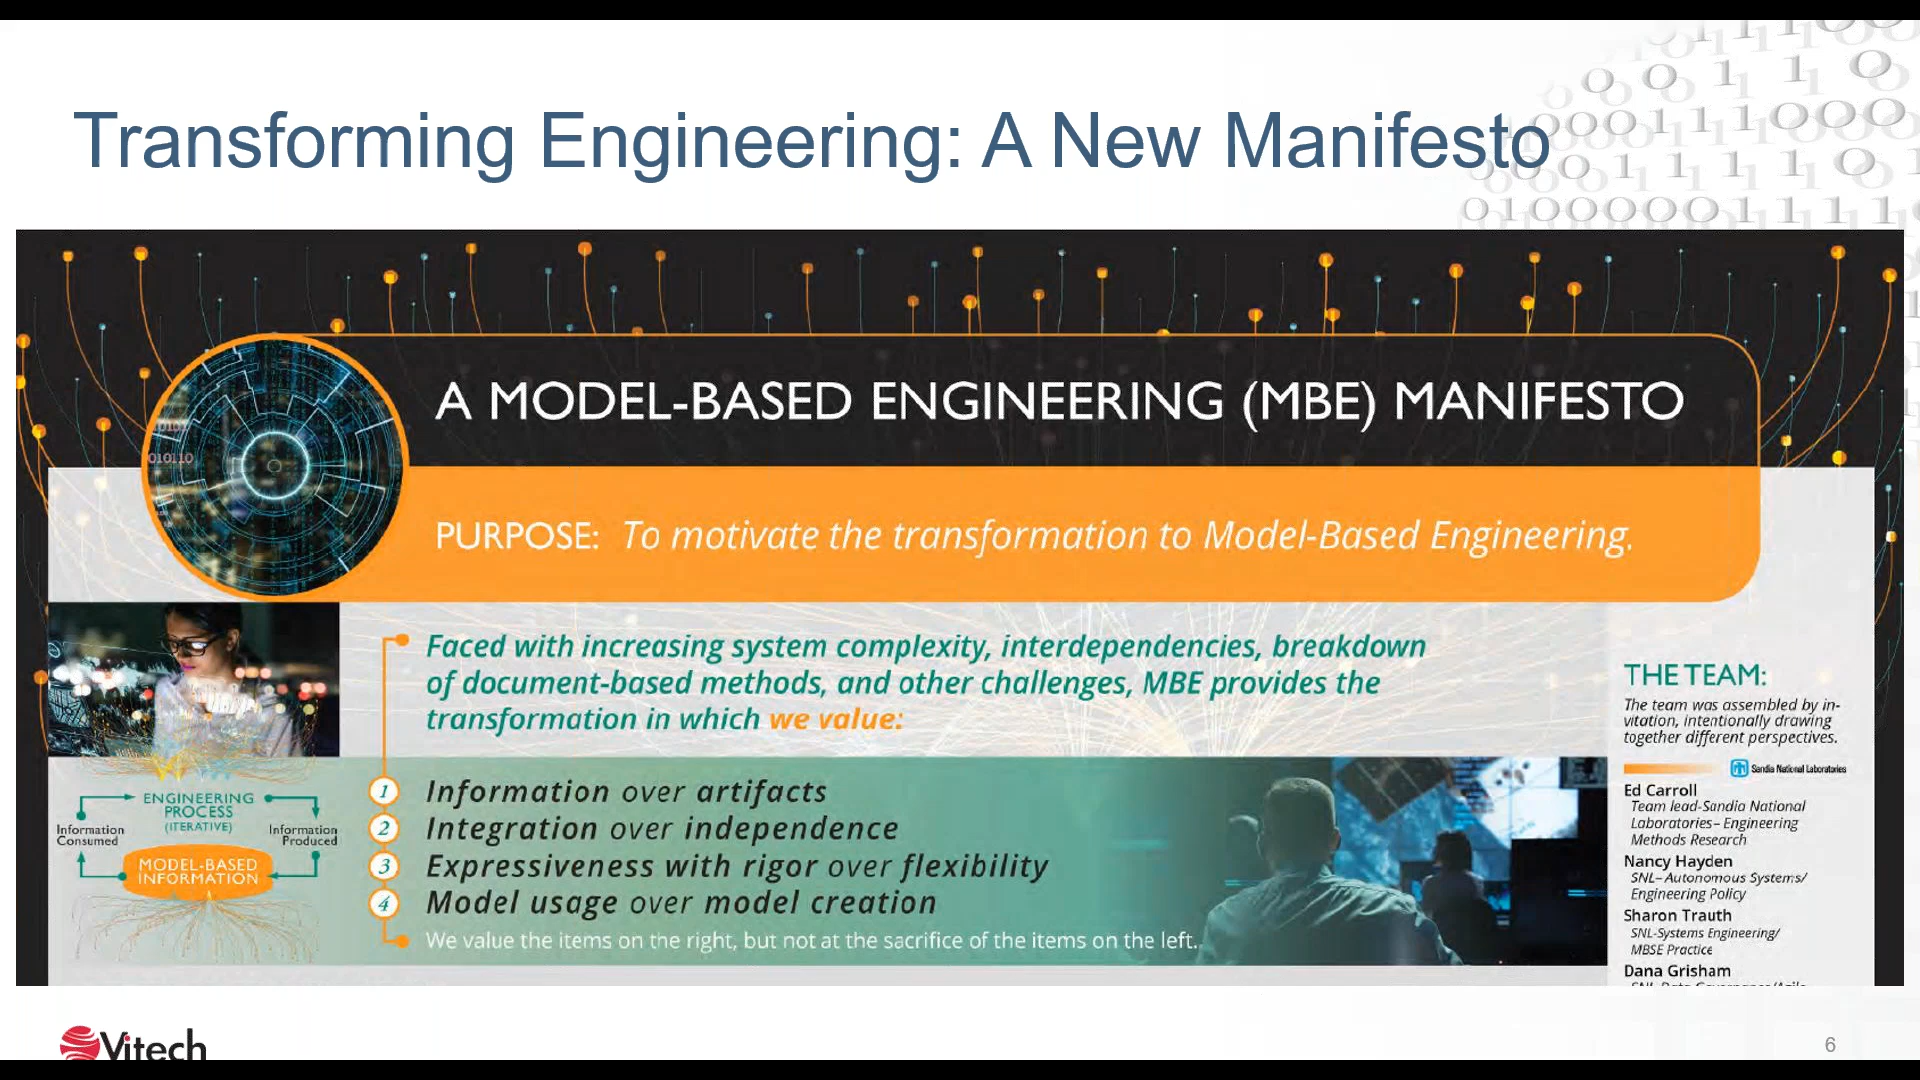 Transforming Engineering: A New Manifesto
A MODEL-BASED ENGINEERING (MBE) MANIFESTO
PURPOSE: To motivate the transformation to Model-Based Engineering.
010110
Faced with increasing system complexity, interdependencies, breakdown
of document-based methods, and other challenges, MBE provides the
transformation in which we value:
1 Information over artifacts
2 Integration over independence
3 Expressiveness with rigor over flexibility
4 Model usage over model creation
We value the items on the right, but not at the sacrifice of the items on the left.
ENGINEERING
PROCESS
(ITERATIVE)
Information
Consumed
Information
Produced
MODEL-BASED
INFORMATION
THE TEAM:
The team was assembled by in-
vitation, intentionally drawing
together different perspectives.
Sandia National Laboratories
Ed Carroll
Team lead-Sandia National
Laboratories– Engineering
Methods Research
Nancy Hayden
SNL–Autonomous Systems/
Engineering Policy
Sharon Trauth
SNL-Systems Engineering/
MBSE Practice
Dana Grisham
Vitech
6